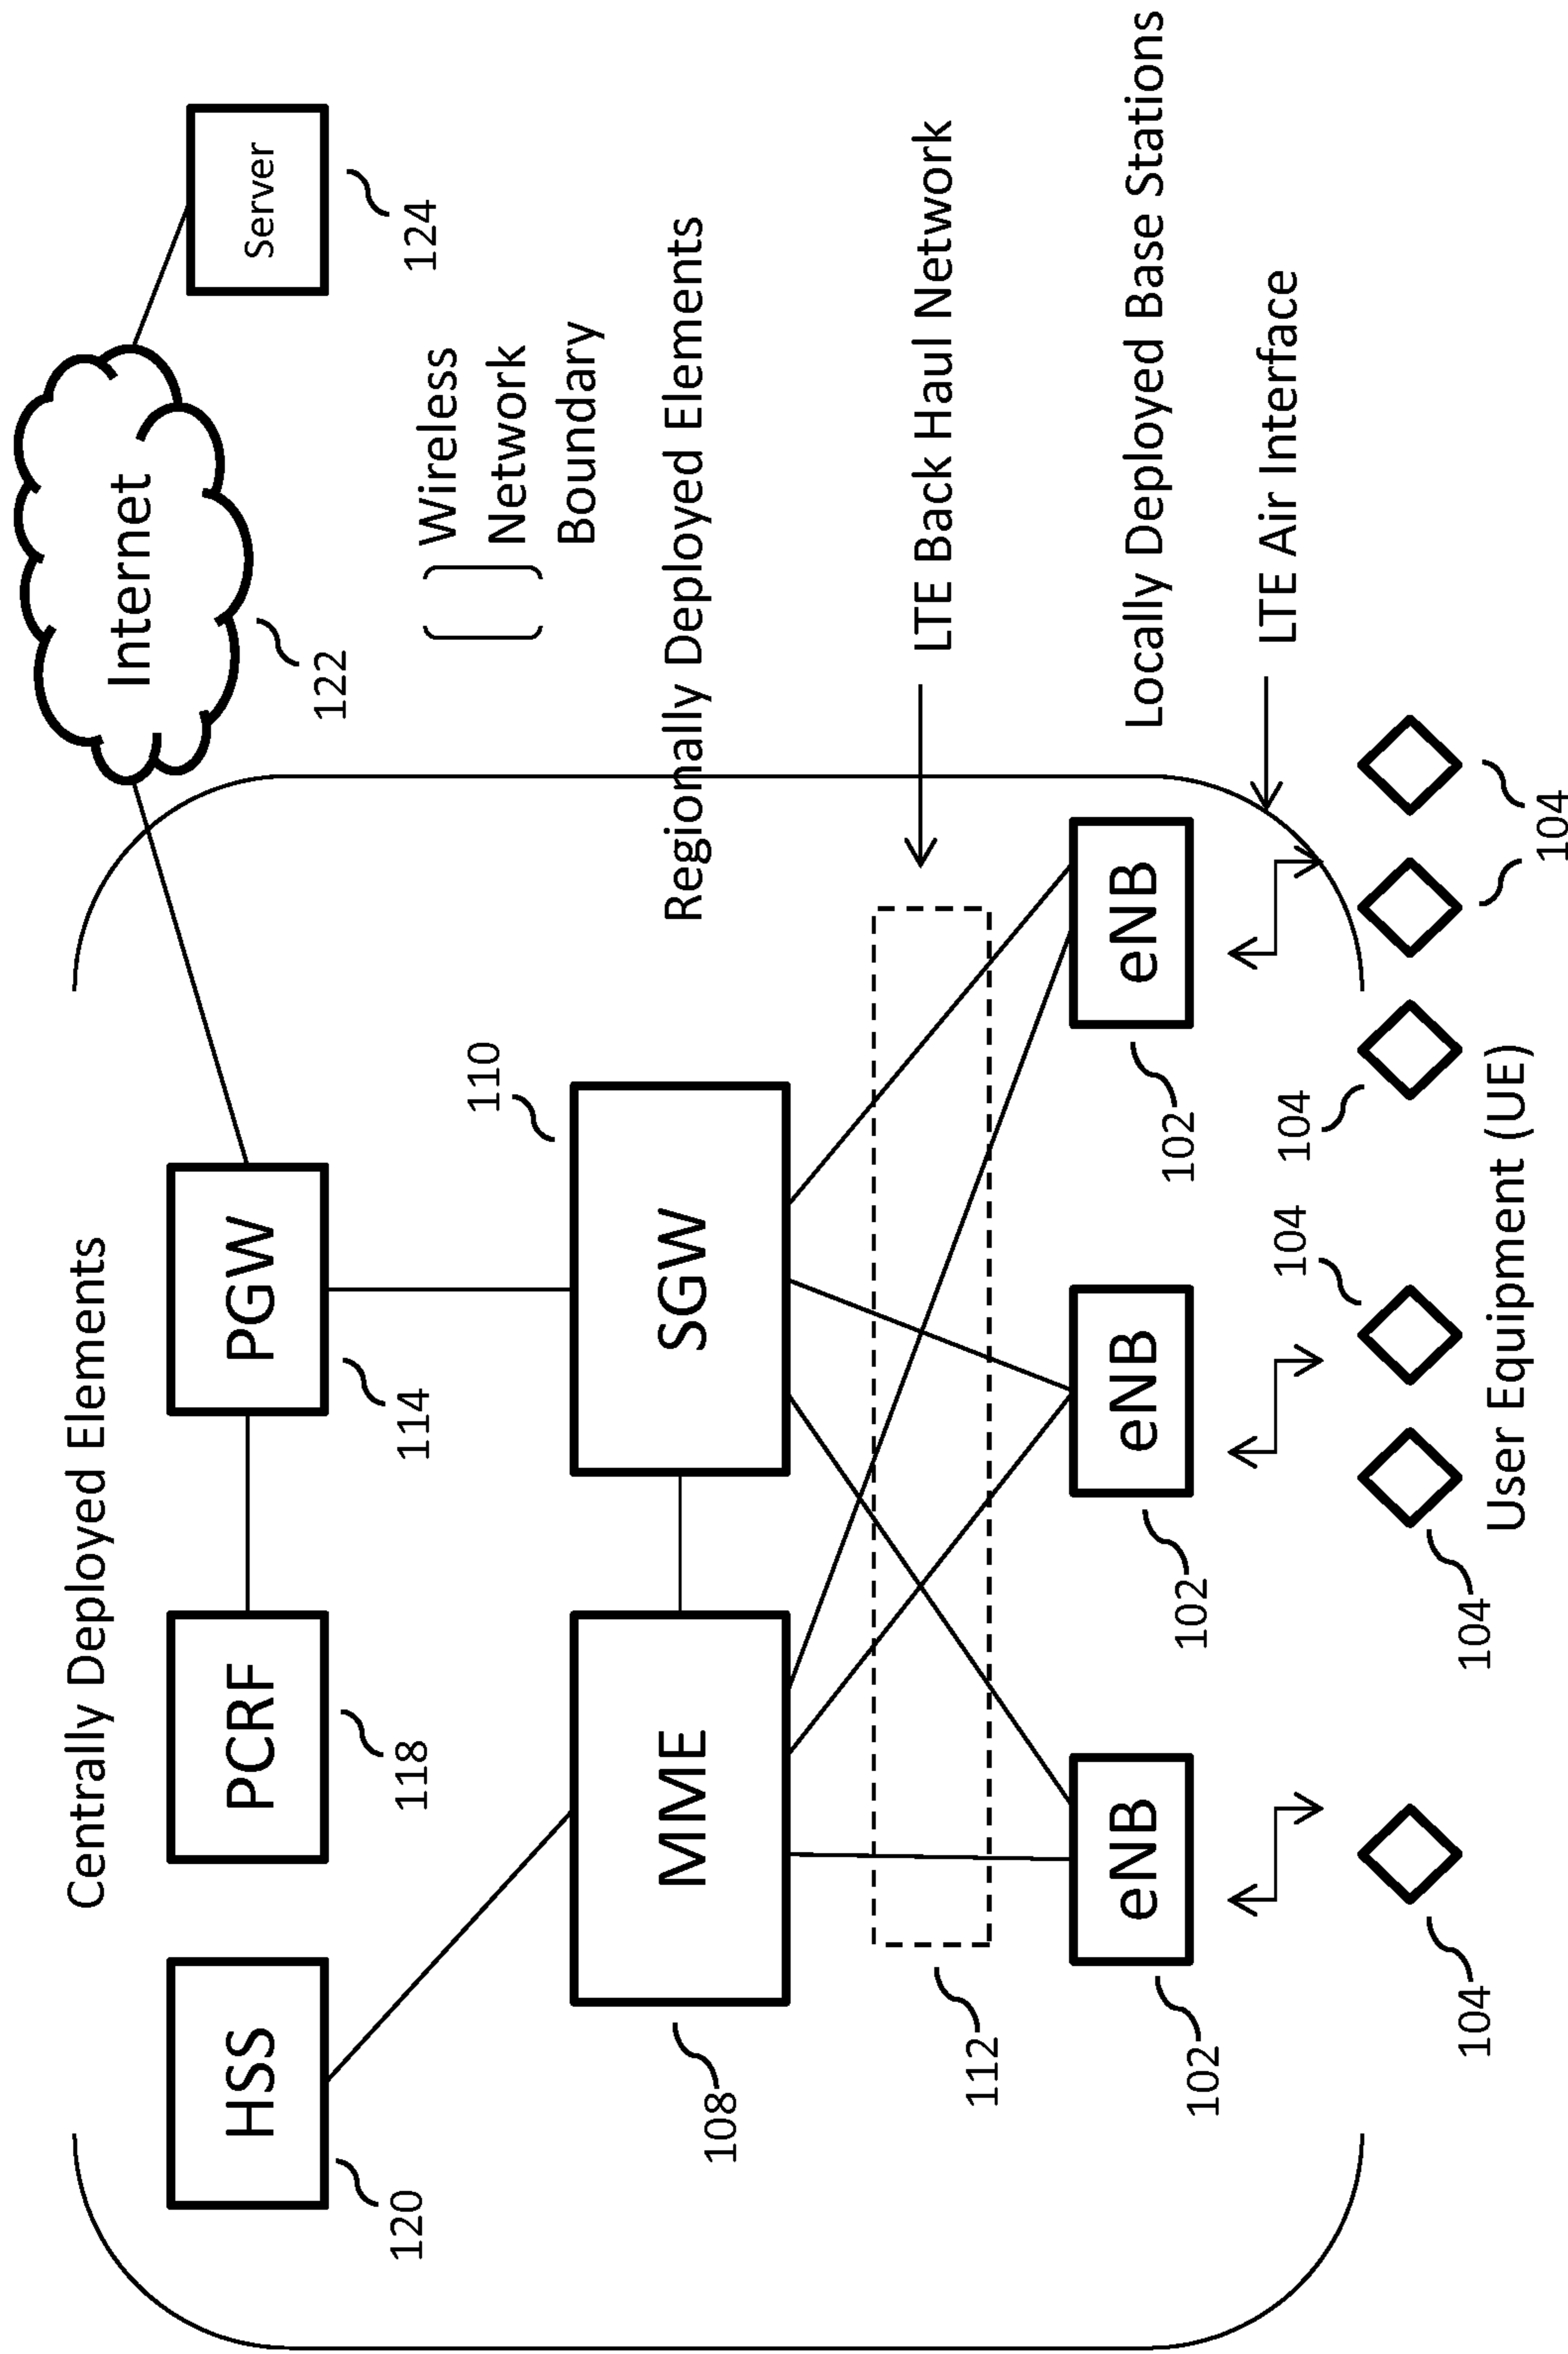 Centrally Deployed Elements
Internet
122
Server
124
HSS
120
PCRF
118
PGW
114
Wireless
Network
Boundary
Regionally Deployed Elements
MME
108
SGW
110
LTE Back Haul Network
112
Locally Deployed Base Stations
eNB
102
eNB
102
eNB
102
LTE Air Interface
104
104
104
104
104
User Equipment (UE)